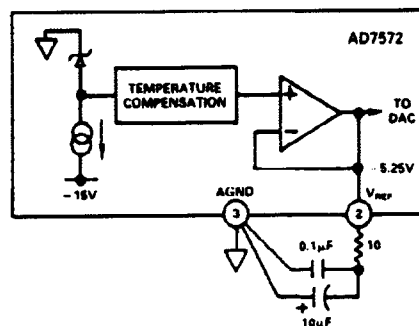 AD7572
TEMPERATURE
COMPENSATION
+
−
TO
DAC
−5.25V
−15V
AGND
VREF
3
2
0.1µF
10
+
10µF